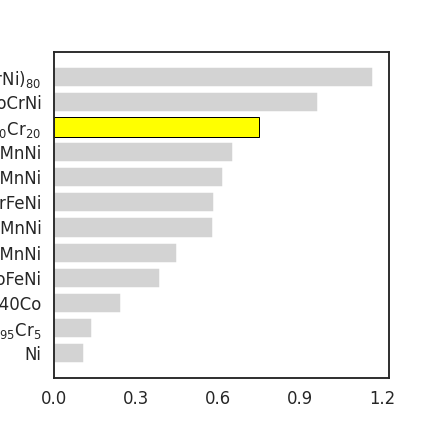 rNi)₈₀
oCrNi
₀Cr₂₀
MnNi
MnNi
rFeNi
MnNi
MnNi
oFeNi
40Co
₉₅Cr₅
Ni
0.0 0.3 0.6 0.9 1.2